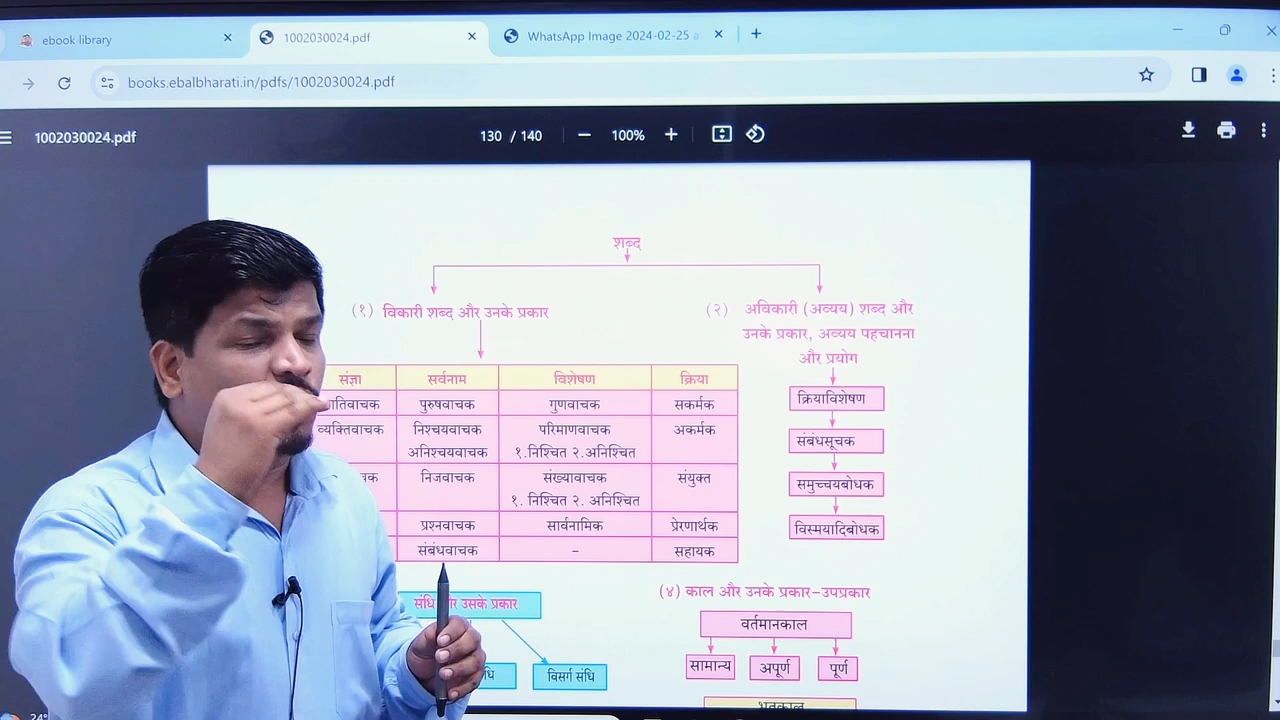 ebook library
1002030024.pdf
WhatsApp Image 2024-02-25 a
books.ebalbharati.in/pdfs/1002030024.pdf
1002030024.pdf
130 / 140
100%
शब्द
(१) विकारी शब्द और उनके प्रकार
(२) अविकारी (अव्यय) शब्द और
उनके प्रकार, अव्यय पहचानना
और प्रयोग
संज्ञा सर्वनाम विशेषण क्रिया
ातिवाचक पुरुषवाचक गुणवाचक सकर्मक
व्यक्तिवाचक निश्चयवाचक परिमाणवाचक अकर्मक
अनिश्चयवाचक १.निश्चित २.अनिश्चित
वक निजवाचक संख्यावाचक संयुक्त
१. निश्चित २. अनिश्चित
प्रश्नवाचक सार्वनामिक प्रेरणार्थक
संबंधवाचक – सहायक
क्रियाविशेषण
संबंधसूचक
समुच्चयबोधक
विस्मयादिबोधक
संधि और उसके प्रकार
धि विसर्ग संधि
(४) काल और उनके प्रकार-उपप्रकार
वर्तमानकाल
सामान्य अपूर्ण पूर्ण
भूतकाल
24°